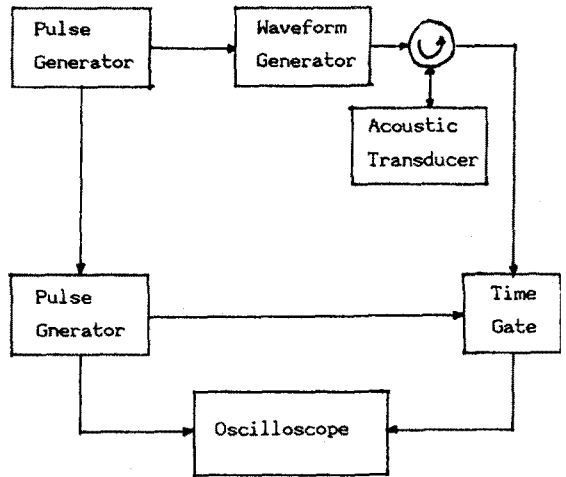 Pulse
Generator
Waveform
Generator
Acoustic
Transducer
Pulse
Gnerator
Time
Gate
Oscilloscope